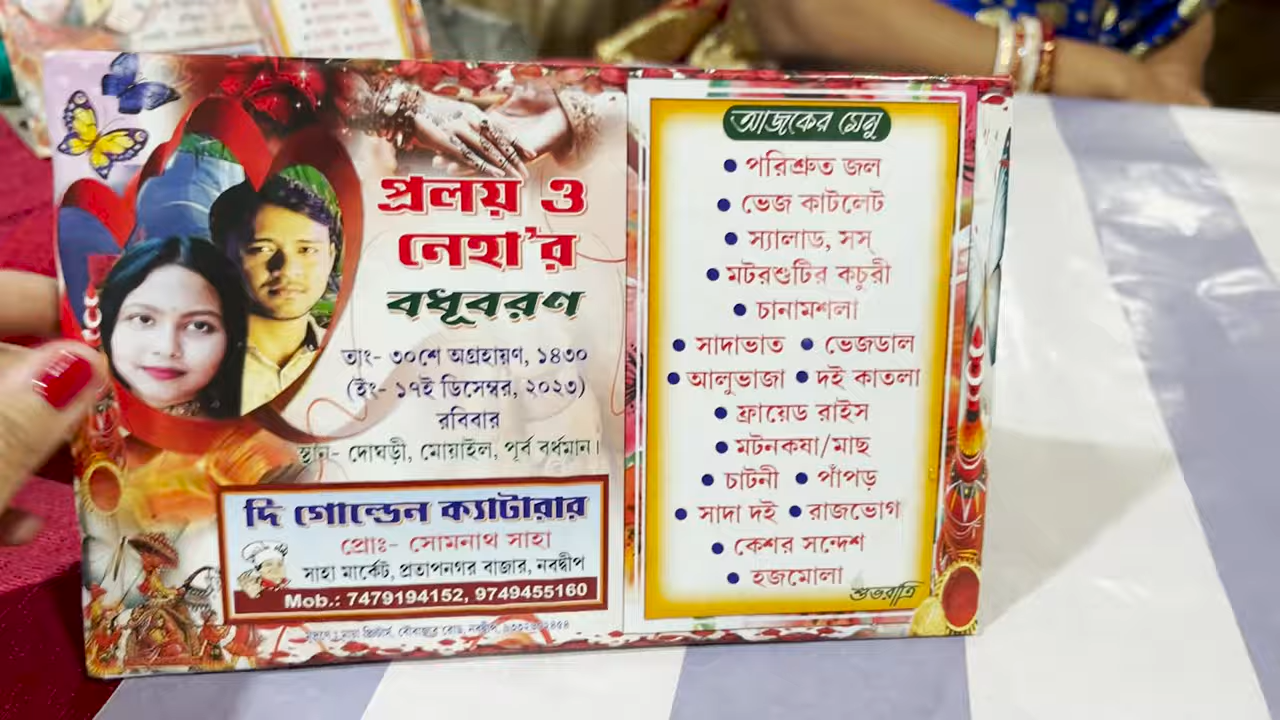 প্রলয় ও
নেহা'র
বধূবরণ
তাং- ৩০শে অগ্রহায়ণ, ১৪৩০
(ইং- ১৭ই ডিসেম্বর, ২০২৩)
রবিবার
স্থান- দোঘড়ী, মোয়াইল, পূর্ব বর্ধমান।
দি গোল্ডেন ক্যাটারার
প্রোঃ- সোমনাথ সাহা
সাহা মার্কেট, প্রতাপনগর বাজার, নবদ্বীপ
Mob.: 7479194152, 9749455160
রোড, নবদ্বীপ,
আজকের মেনু
• পরিশ্রুত জল
• ভেজ কাটলেট
• স্যালাড, সস্
• মটরশুটির কচুরী
• চানামশলা
• সাদাভাত • ভেজডাল
• আলুভাজা • দই কাতলা
• ফ্রায়েড রাইস
• মটনকষা/মাছ
• চাটনী • পাঁপড়
• সাদা দই • রাজভোগ
• কেশর সন্দেশ
• হজমোলা
শুভরাত্রি